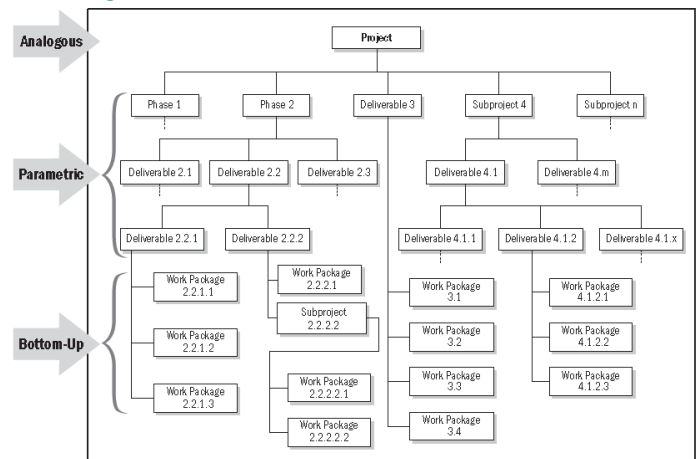 Analogous
Project
Phase 1
Phase 2
Deliverable 3
Subproject 4
Subproject n
Parametric
Deliverable 2.1
Deliverable 2.2
Deliverable 2.3
Deliverable 4.1
Deliverable 4.m
Deliverable 2.2.1
Deliverable 2.2.2
Deliverable 4.1.1
Deliverable 4.1.2
Deliverable 4.1.x
Bottom-Up
Work Package
2.2.1.1
Work Package
2.2.1.2
Work Package
2.2.1.3
Work Package
2.2.2.1
Subproject
2.2.2.2
Work Package
2.2.2.2.1
Work Package
2.2.2.2.2
Work Package
3.1
Work Package
3.2
Work Package
3.3
Work Package
3.4
Work Package
4.1.2.1
Work Package
4.1.2.2
Work Package
4.1.2.3